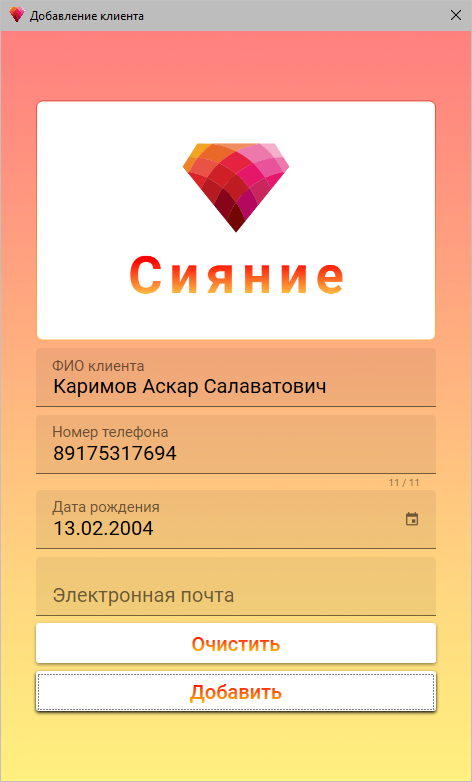 Добавление клиента
Сияние
ФИО клиента
Каримов Аскар Салаватович
Номер телефона
89175317694
11 / 11
Дата рождения
13.02.2004
Электронная почта
Очистить
Добавить